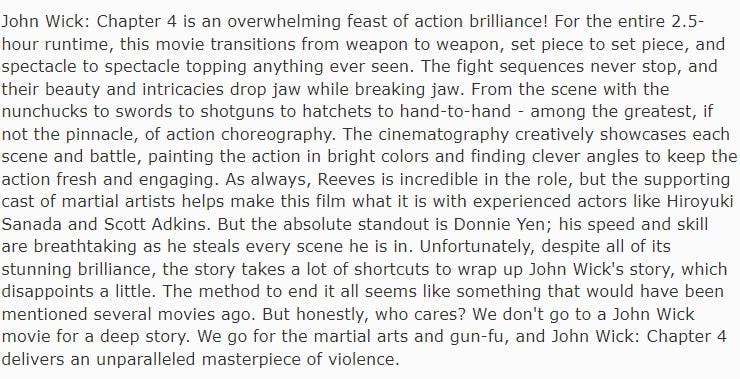 John Wick: Chapter 4 is an overwhelming feast of action brilliance! For the entire 2.5-
hour runtime, this movie transitions from weapon to weapon, set piece to set piece, and
spectacle to spectacle topping anything ever seen. The fight sequences never stop, and
their beauty and intricacies drop jaw while breaking jaw. From the scene with the
nunchucks to swords to shotguns to hatchets to hand-to-hand - among the greatest, if
not the pinnacle, of action choreography. The cinematography creatively showcases each
scene and battle, painting the action in bright colors and finding clever angles to keep the
action fresh and engaging. As always, Reeves is incredible in the role, but the supporting
cast of martial artists helps make this film what it is with experienced actors like Hiroyuki
Sanada and Scott Adkins. But the absolute standout is Donnie Yen; his speed and skill
are breathtaking as he steals every scene he is in. Unfortunately, despite all of its
stunning brilliance, the story takes a lot of shortcuts to wrap up John Wick's story, which
disappoints a little. The method to end it all seems like something that would have been
mentioned several movies ago. But honestly, who cares? We don't go to a John Wick
movie for a deep story. We go for the martial arts and gun-fu, and John Wick: Chapter 4
delivers an unparalleled masterpiece of violence.